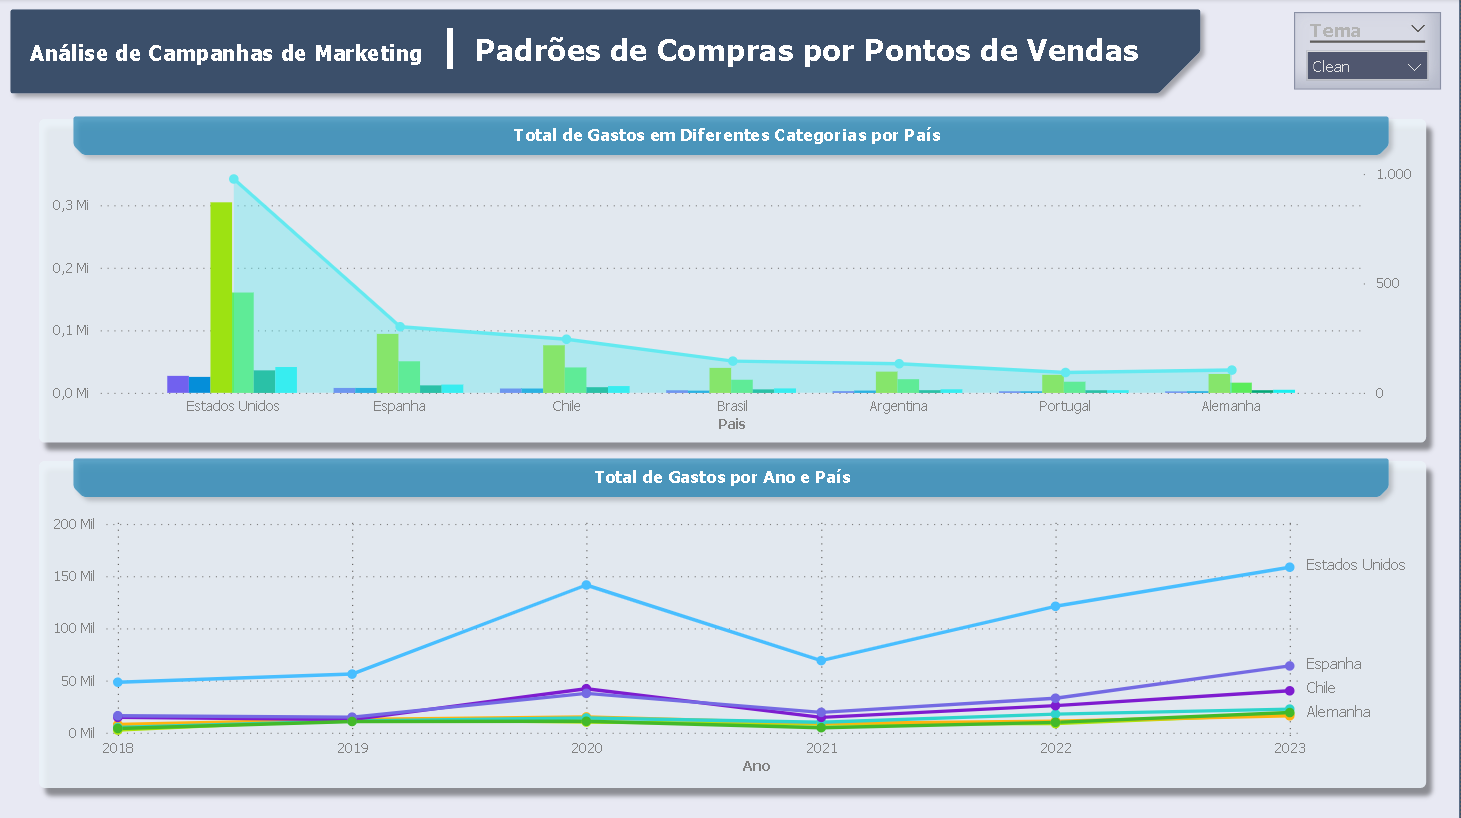 Análise de Campanhas de Marketing | Padrões de Compras por Pontos de Vendas
Tema
Clean
Total de Gastos em Diferentes Categorias por País
1.000
0,3 Mi
0,2 Mi
500
0,1 Mi
0,0 Mi
0
Estados Unidos Espanha Chile Brasil Argentina Portugal Alemanha
Pais
Total de Gastos por Ano e País
200 Mil
150 Mil
Estados Unidos
100 Mil
Espanha
50 Mil
Chile
Alemanha
0 Mil
2018 2019 2020 2021 2022 2023
Ano